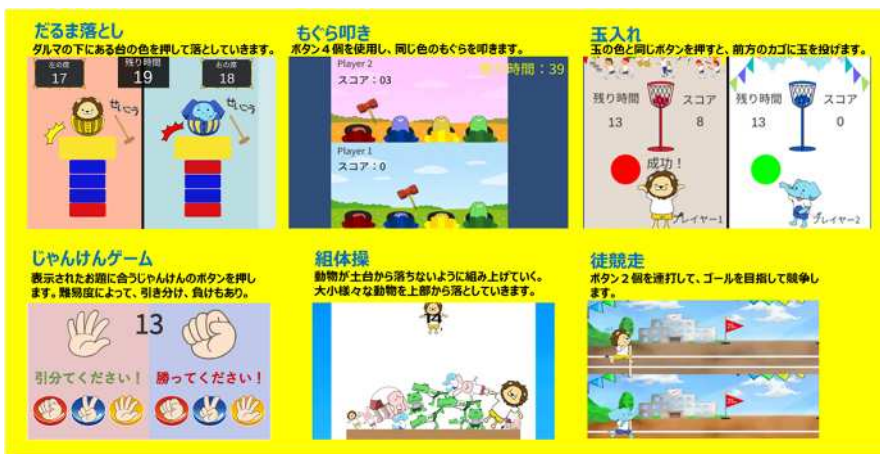 だるま落とし
ダルマの下にある台の色を押して落としていきます。
左の席
17
残り時間
19
右の席
18
せいこう
せいこう
もぐら叩き
ボタン4個を使用し、同じ色のもぐらを叩きます。
Player 2
スコア：03
残り時間：39
Player 1
スコア：0
玉入れ
玉の色と同じボタンを押すと、前方のカゴに玉を投げます。
残り時間
13
スコア
8
成功！
プレイヤー1
残り時間
13
スコア
0
プレイヤー2
じゃんけんゲーム
表示されたお題に合うじゃんけんのボタンを押し
ます。難易度によって、引き分け、負けもあり。
13
引分てください！
勝ってください！
組体操
動物が土台から落ちないように組み上げていく。
大小様々な動物を上部から落としていきます。
徒競走
ボタン2個を連打して、ゴールを目指して競争し
ます。